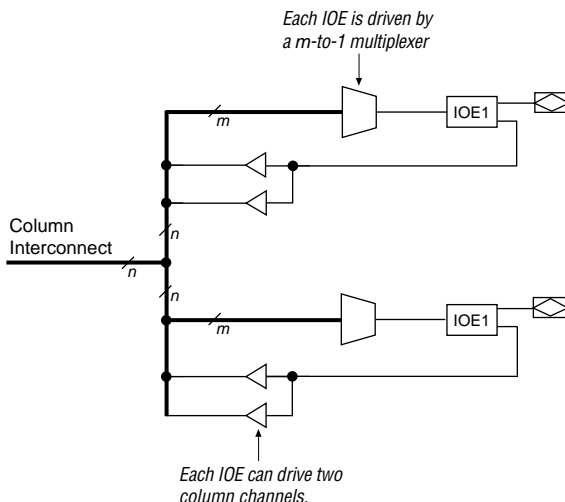 Each IOE is driven by
a m-to-1 multiplexer
m
IOE1
n
Column
Interconnect
n
n
m
IOE1
Each IOE can drive two
column channels.